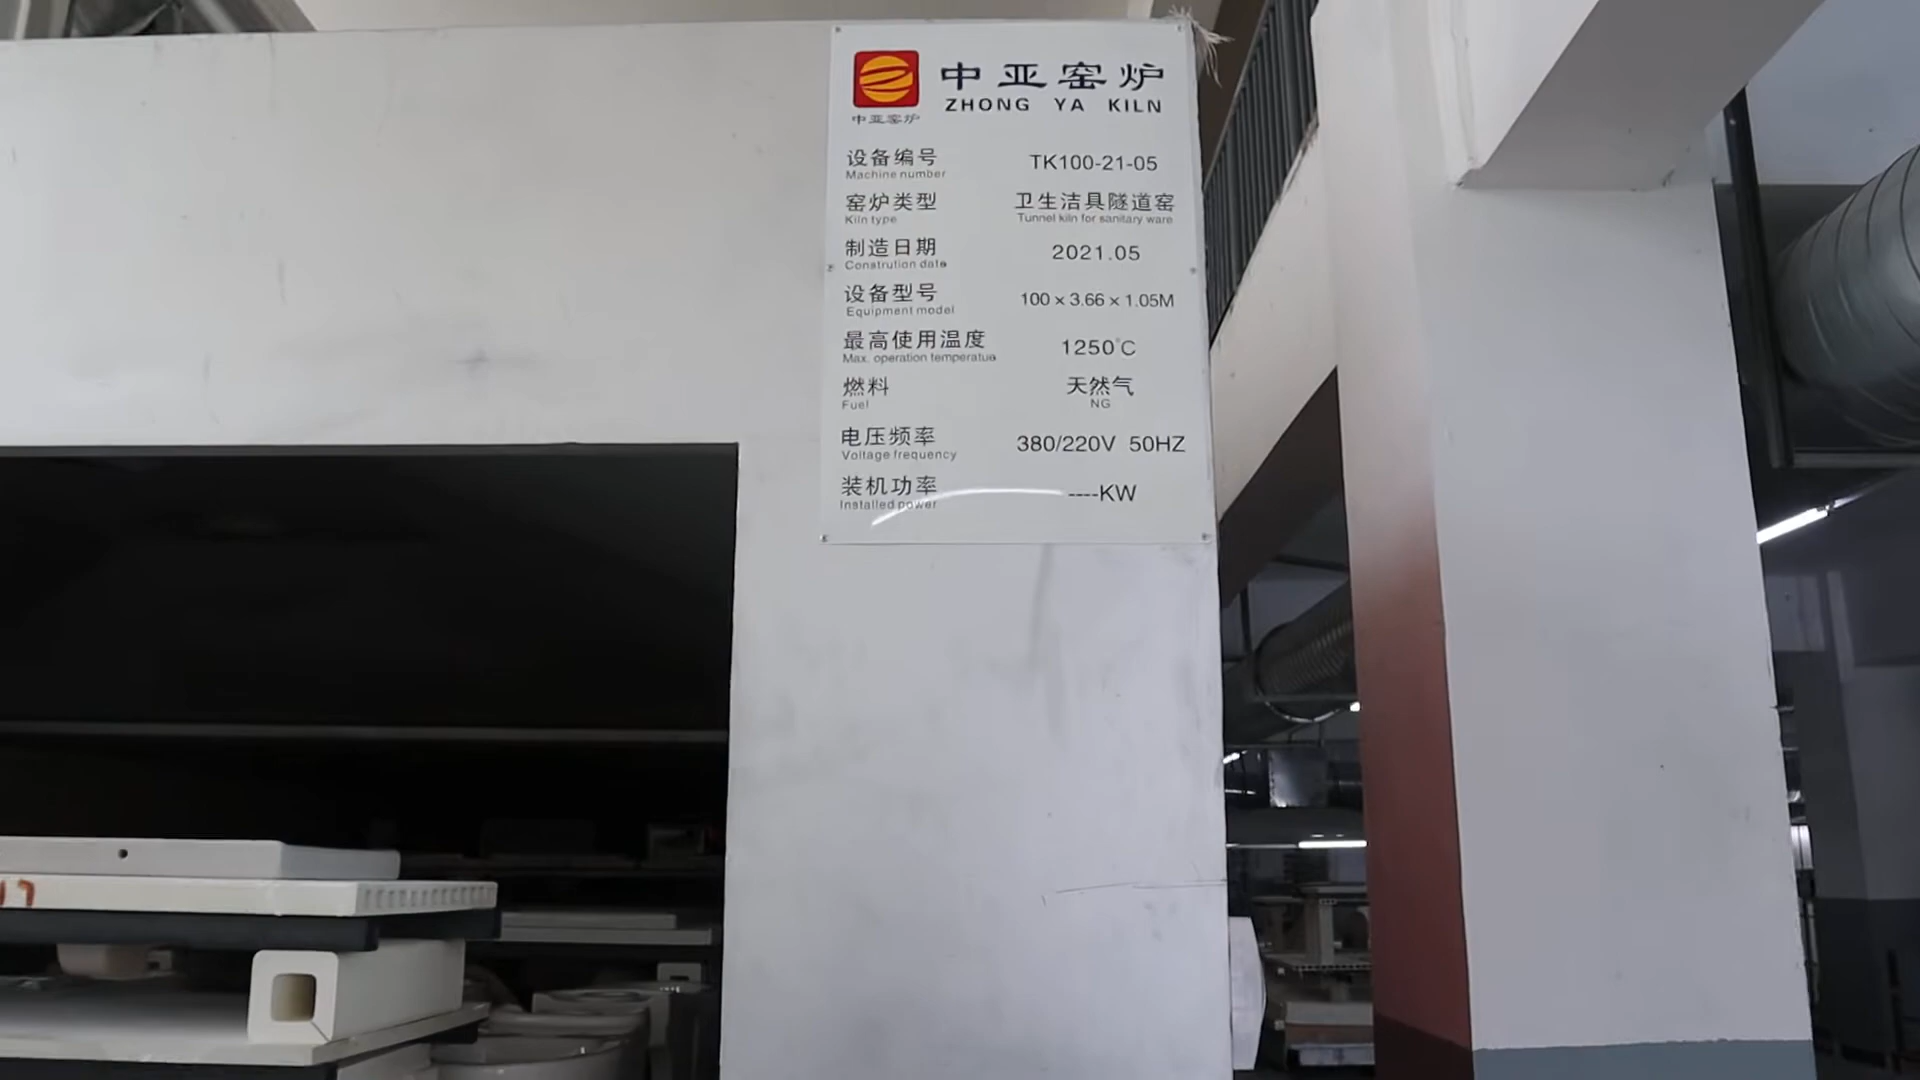 中亚窑炉
ZHONG YA KILN
中亚窑炉
设备编号 TK100-21-05
Machine number
窑炉类型 卫生洁具隧道窑
Kiln type Tunnel kiln for sanitary ware
制造日期 2021.05
Constrution date
设备型号 100×3.66×1.05M
Equipment model
最高使用温度 1250℃
Max. operation temperatue
燃料 天然气
Fuel NG
电压频率 380/220V 50HZ
Voltage frequency
装机功率 ----KW
Installed power